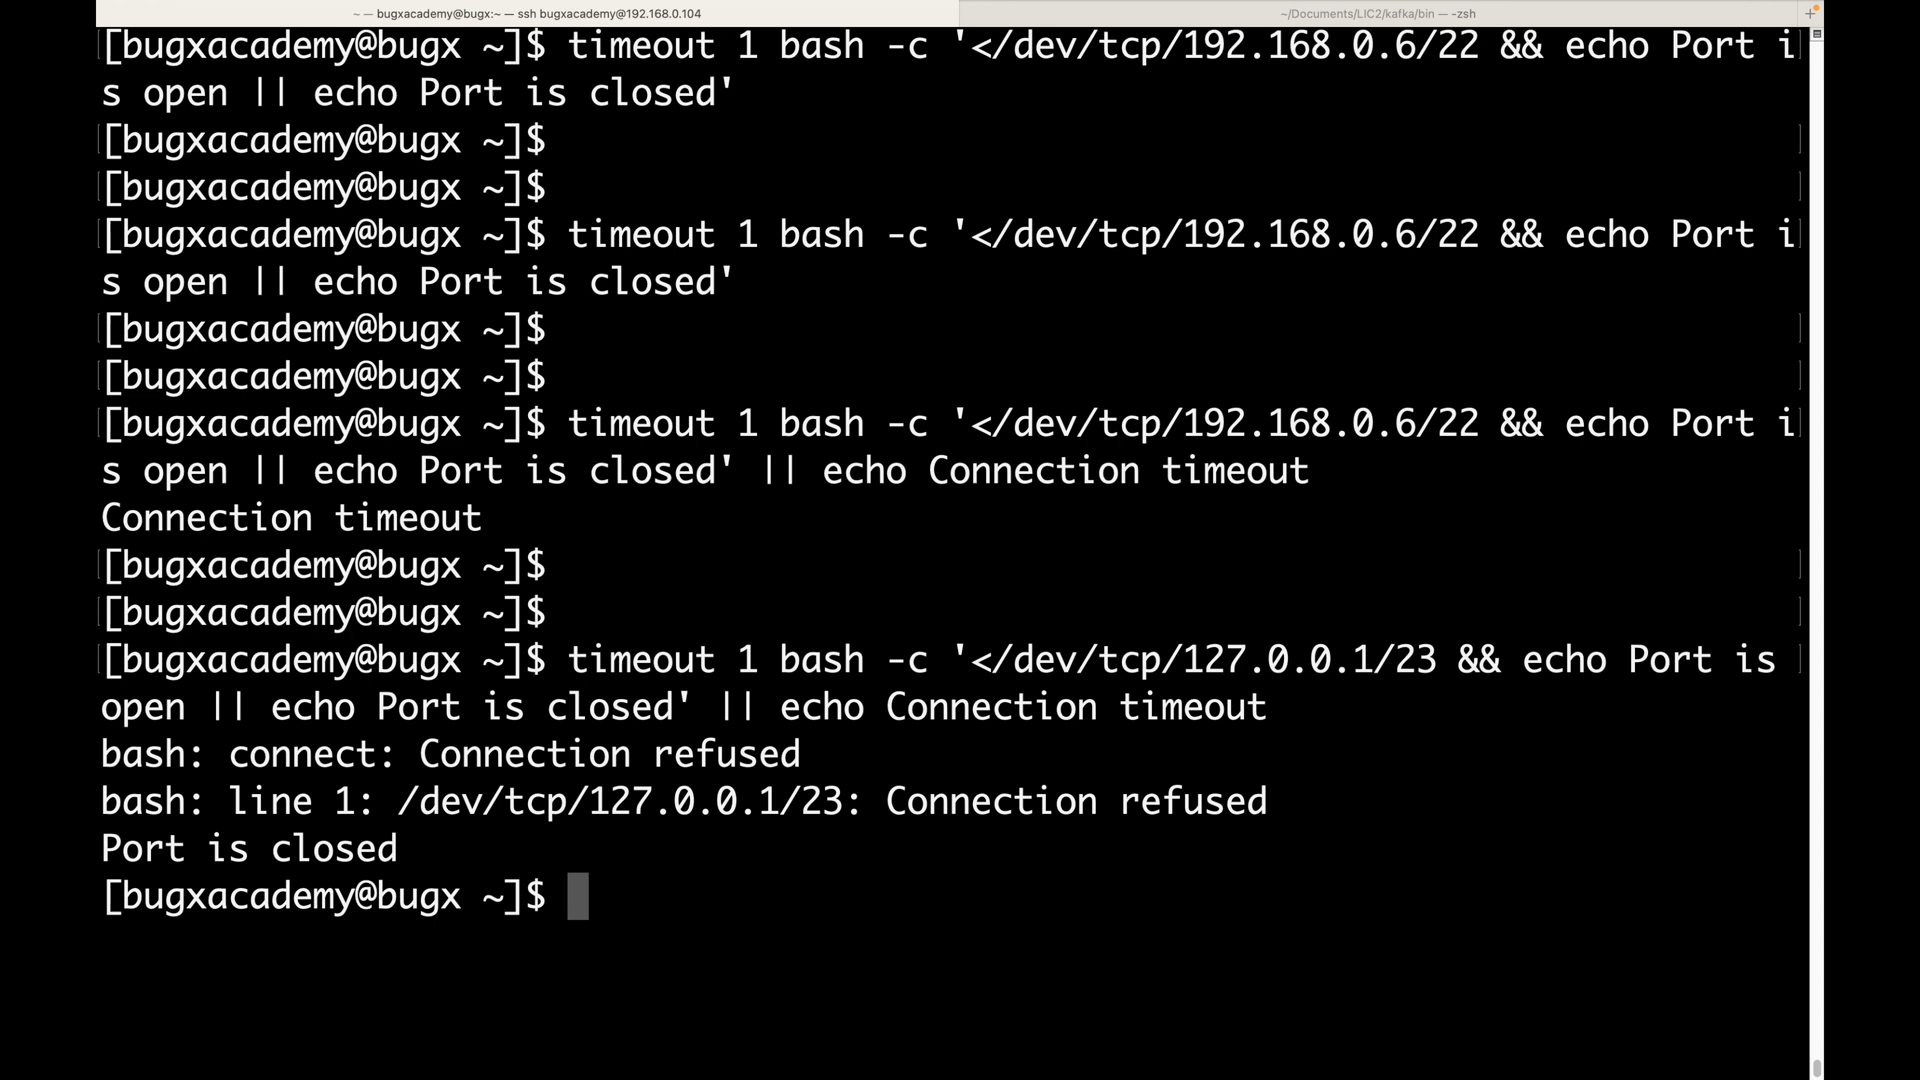 ~ — bugxacademy@bugx:~ — ssh bugxacademy@192.168.0.104
~/Documents/LIC2/kafka/bin — -zsh
[bugxacademy@bugx ~]$ timeout 1 bash -c '</dev/tcp/192.168.0.6/22 && echo Port i
s open || echo Port is closed'
[bugxacademy@bugx ~]$
[bugxacademy@bugx ~]$
[bugxacademy@bugx ~]$ timeout 1 bash -c '</dev/tcp/192.168.0.6/22 && echo Port i
s open || echo Port is closed'
[bugxacademy@bugx ~]$
[bugxacademy@bugx ~]$
[bugxacademy@bugx ~]$ timeout 1 bash -c '</dev/tcp/192.168.0.6/22 && echo Port i
s open || echo Port is closed' || echo Connection timeout
Connection timeout
[bugxacademy@bugx ~]$
[bugxacademy@bugx ~]$
[bugxacademy@bugx ~]$ timeout 1 bash -c '</dev/tcp/127.0.0.1/23 && echo Port is
open || echo Port is closed' || echo Connection timeout
bash: connect: Connection refused
bash: line 1: /dev/tcp/127.0.0.1/23: Connection refused
Port is closed
[bugxacademy@bugx ~]$